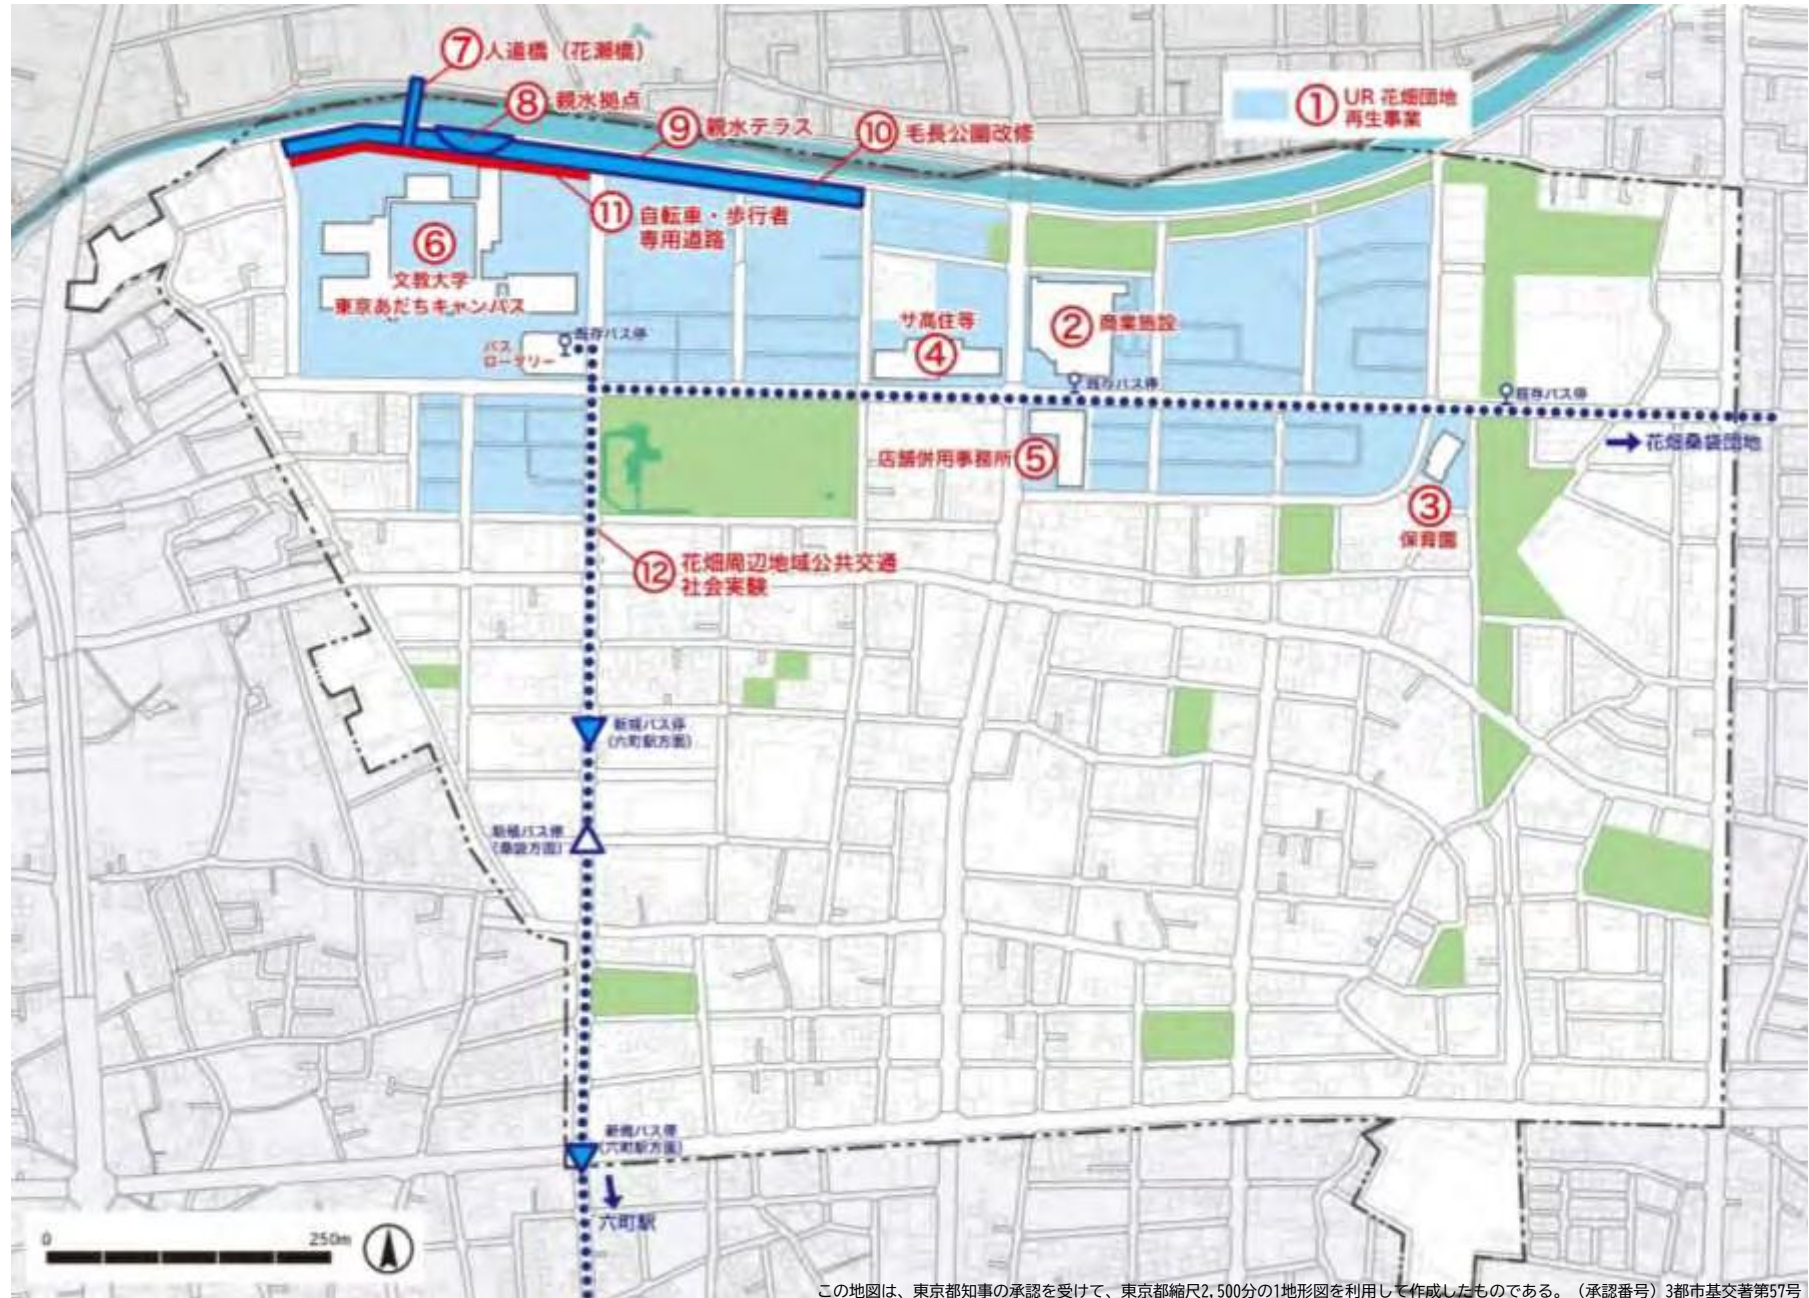 ⑦人道橋（花瀬橋）
⑧親水拠点
⑨親水テラス
⑩毛長公園改修
①UR 花畑団地
再生事業
⑪自転車・歩行者
専用道路
⑥
文教大学
東京あだちキャンパス
バス
ロータリー
既存バス停
サ高住等
④
②商業施設
既存バス停
既存バス停
→花畑桑袋団地
店舗併用事務所⑤
③
保育園
⑫花畑周辺地域公共交通
社会実験
新規バス停
(六町駅方面)
新規バス停
(桑袋方面)
新規バス停
(六町駅方面)
六町駅
0 250m
この地図は、東京都知事の承認を受けて、東京都縮尺2,500分の1地形図を利用して作成したものである。（承認番号）3都市基交著第57号